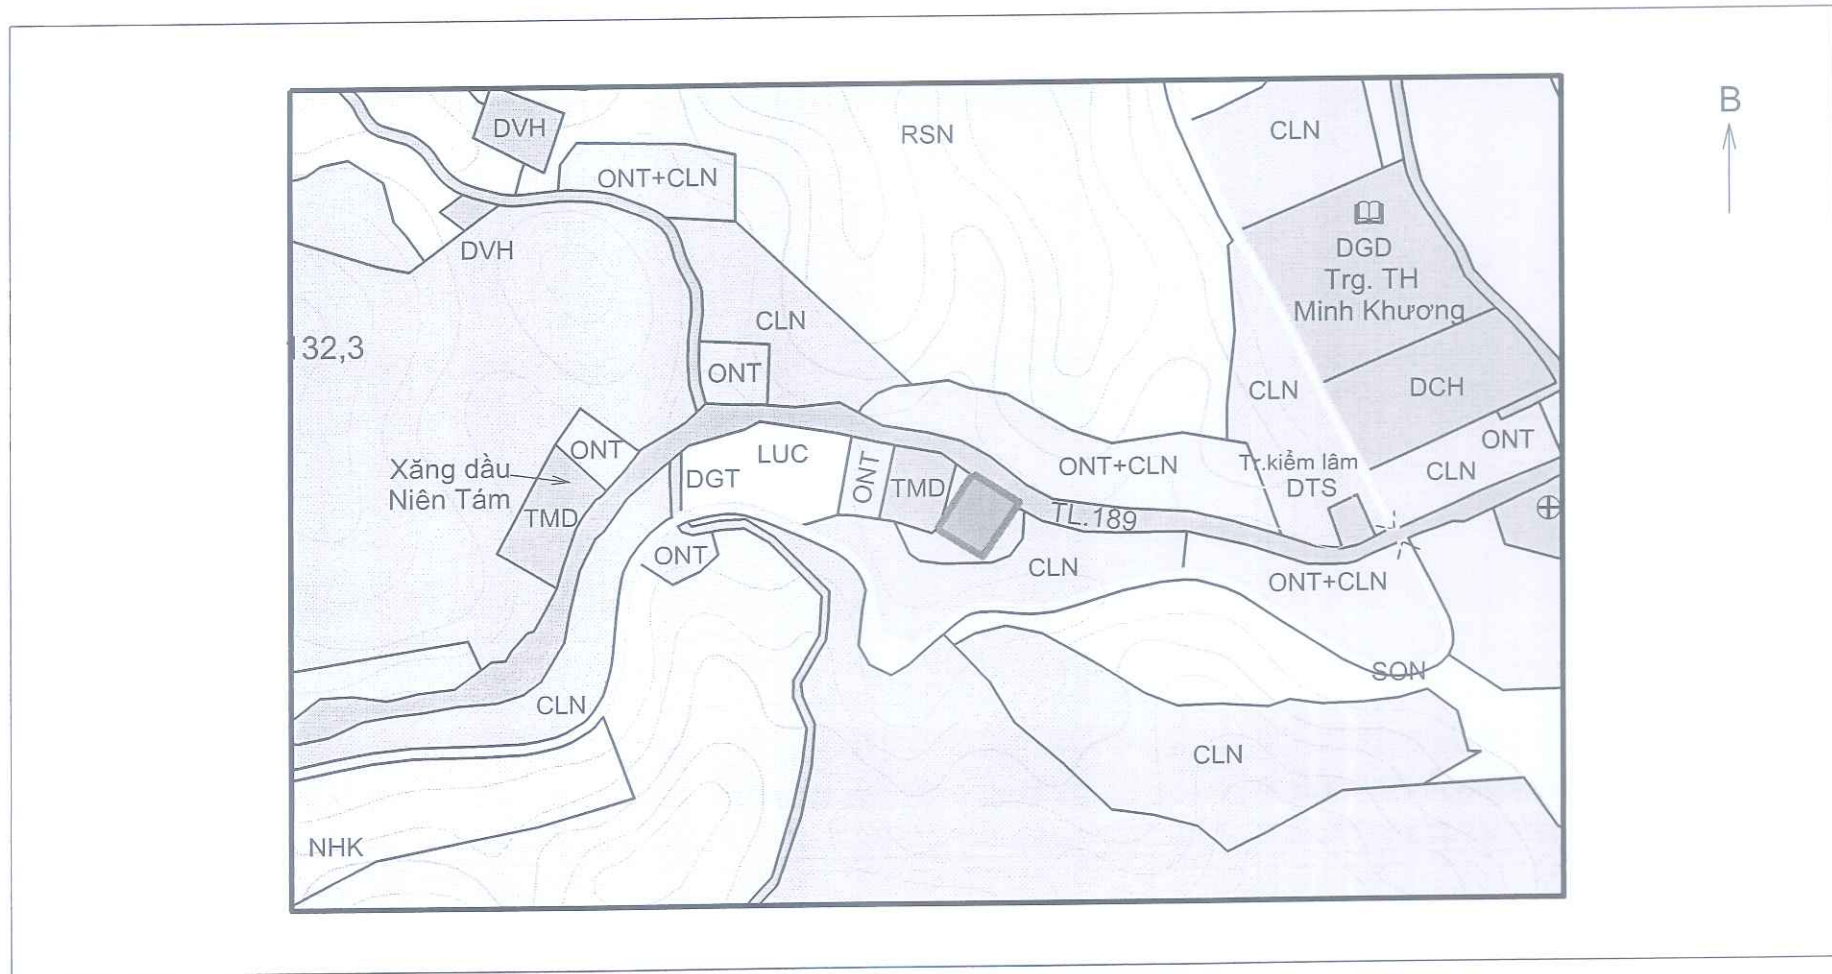 B
DVH
RSN
CLN
ONT+CLN
DVH
DGD
Trg. TH
Minh Khương
CLN
132,3
ONT
CLN
DCH
ONT
LUC
ONT
Xăng dầu
Niên Tám
DGT
ONT
TMD
ONT+CLN
Tr.kiểm lâm
DTS
CLN
TMD
TL.189
ONT
CLN
ONT+CLN
SON
CLN
CLN
NHK